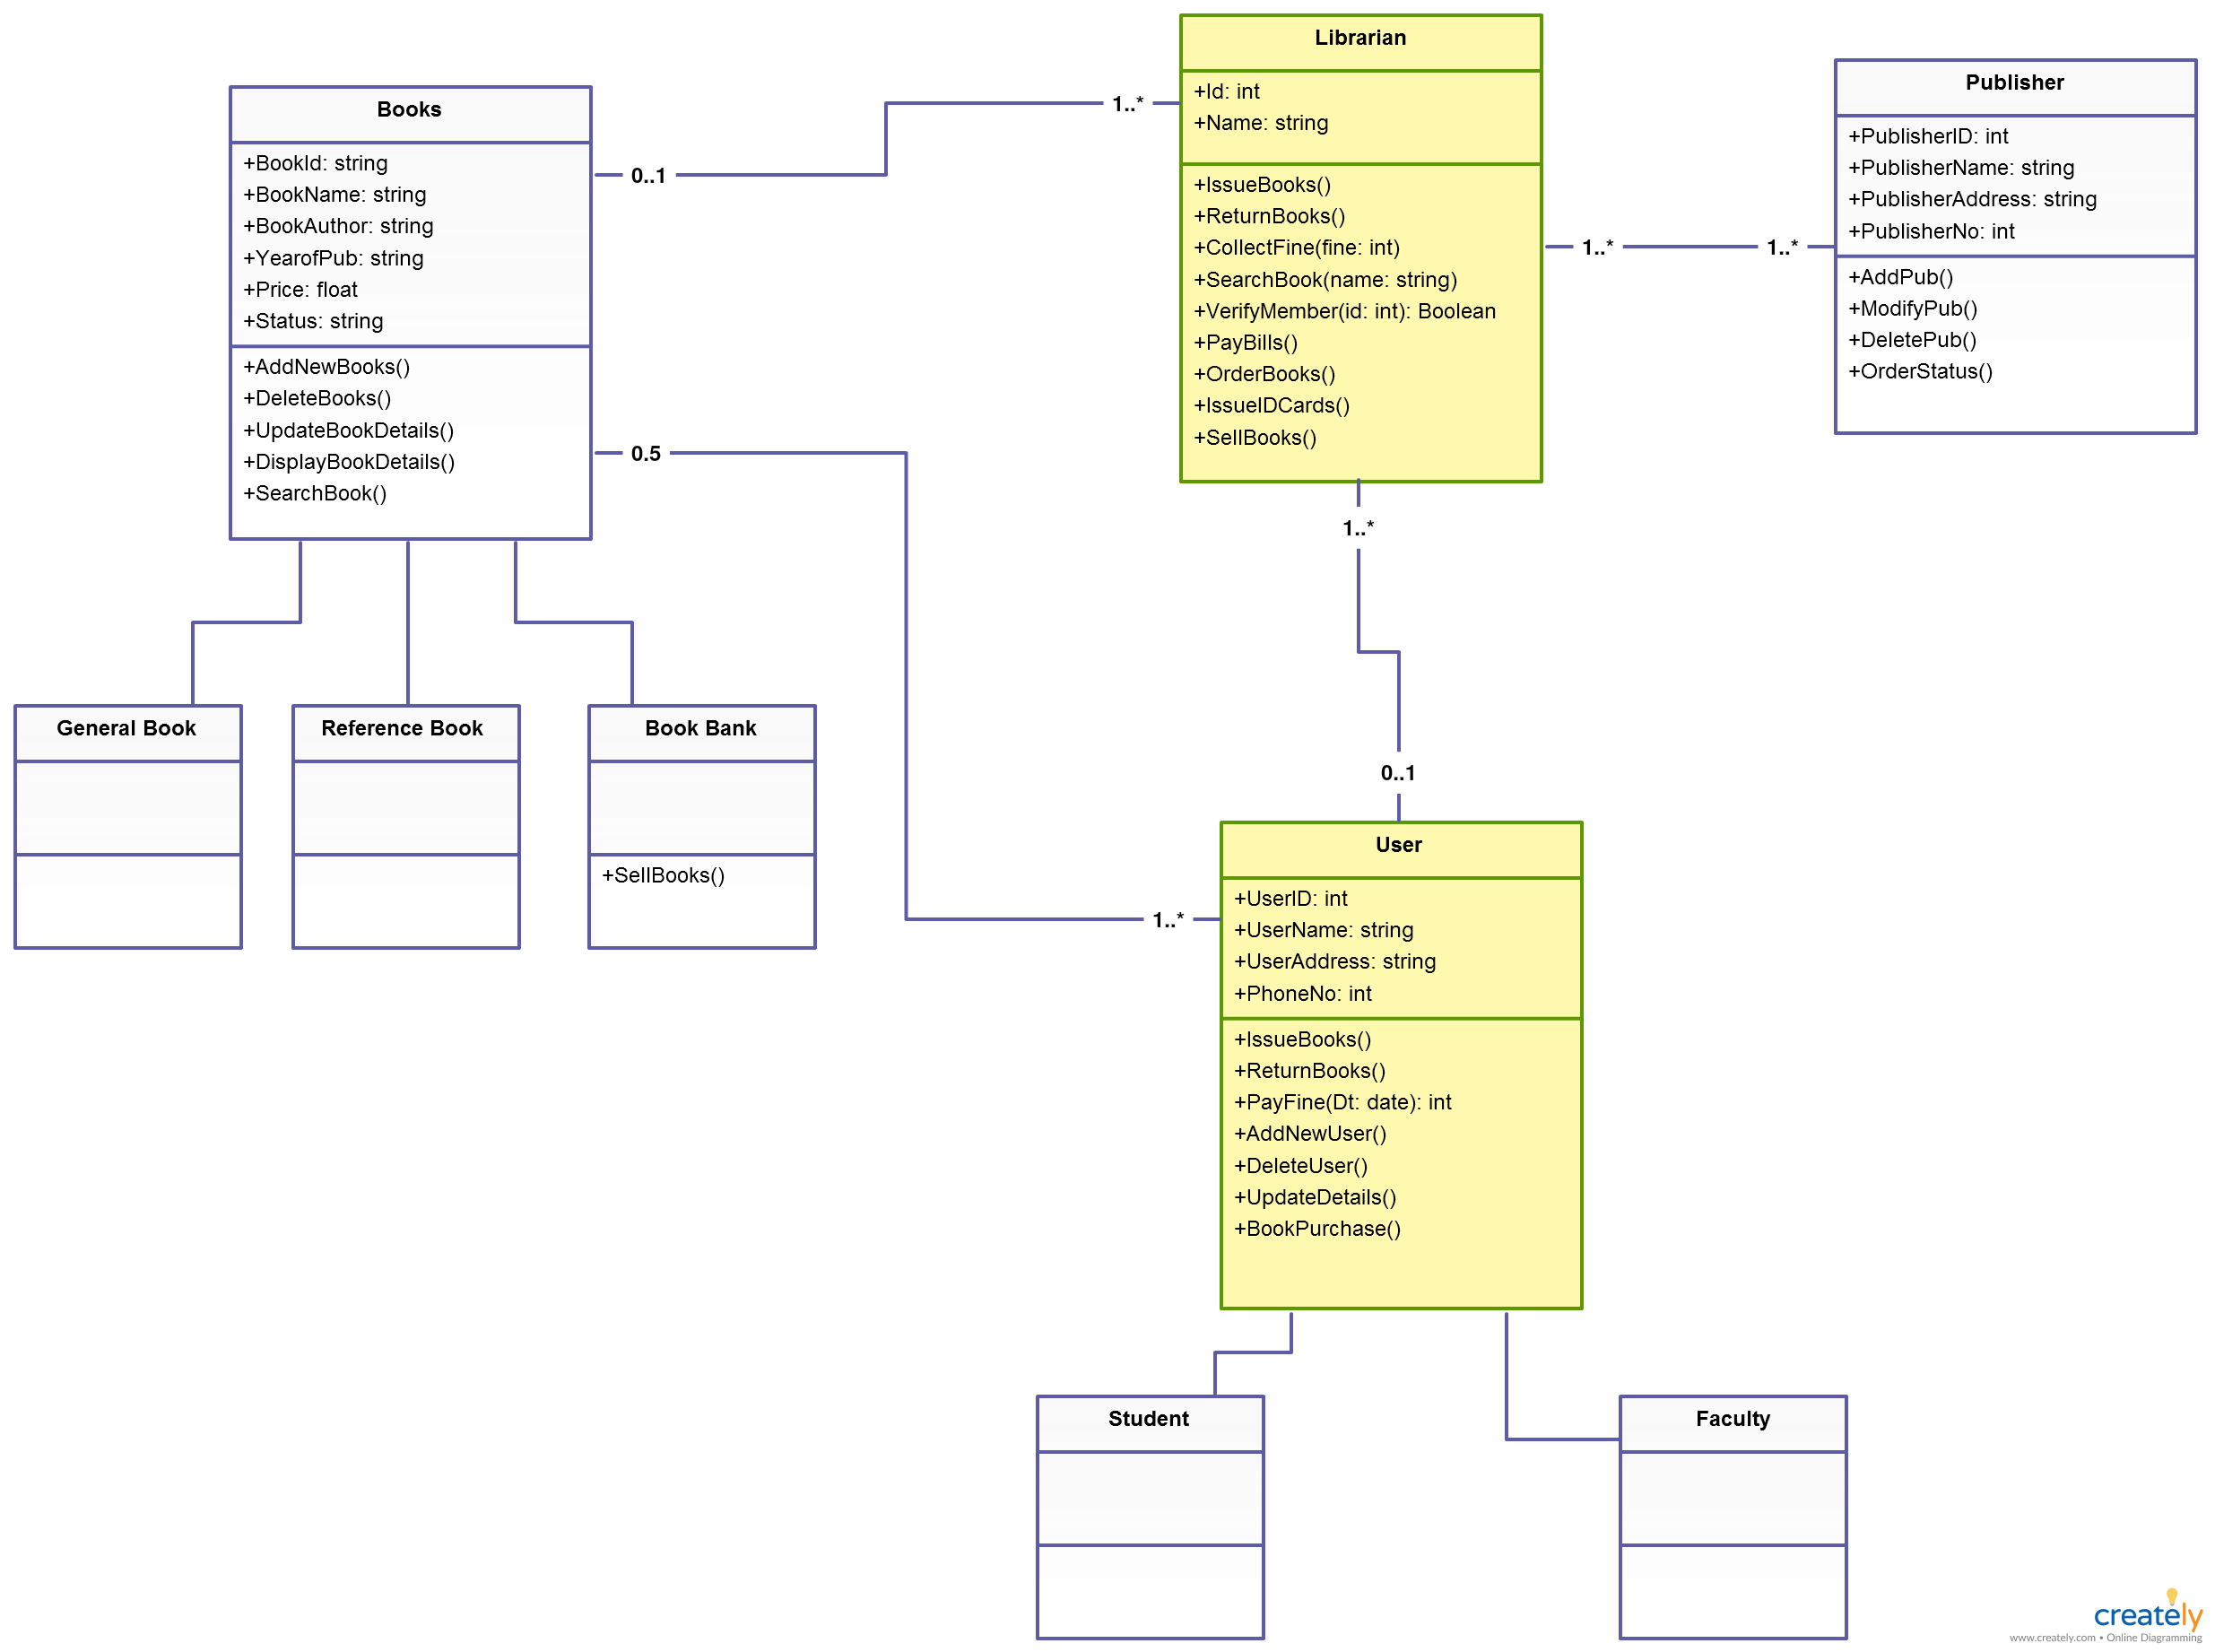 Books
+BookId: string
+BookName: string
+BookAuthor: string
+YearofPub: string
+Price: float
+Status: string
+AddNewBooks()
+DeleteBooks()
+UpdateBookDetails()
+DisplayBookDetails()
+SearchBook()
0..1
1..*
Librarian
+Id: int
+Name: string
+IssueBooks()
+ReturnBooks()
+CollectFine(fine: int)
+SearchBook(name: string)
+VerifyMember(id: int): Boolean
+PayBills()
+OrderBooks()
+IssueIDCards()
+SellBooks()
1..*
1..*
Publisher
+PublisherID: int
+PublisherName: string
+PublisherAddress: string
+PublisherNo: int
+AddPub()
+ModifyPub()
+DeletePub()
+OrderStatus()
0.5
1..*
1..*
0..1
General Book
Reference Book
Book Bank
+SellBooks()
User
+UserID: int
+UserName: string
+UserAddress: string
+PhoneNo: int
+IssueBooks()
+ReturnBooks()
+PayFine(Dt: date): int
+AddNewUser()
+DeleteUser()
+UpdateDetails()
+BookPurchase()
Student
Faculty
creately
www.creately.com • Online Diagramming